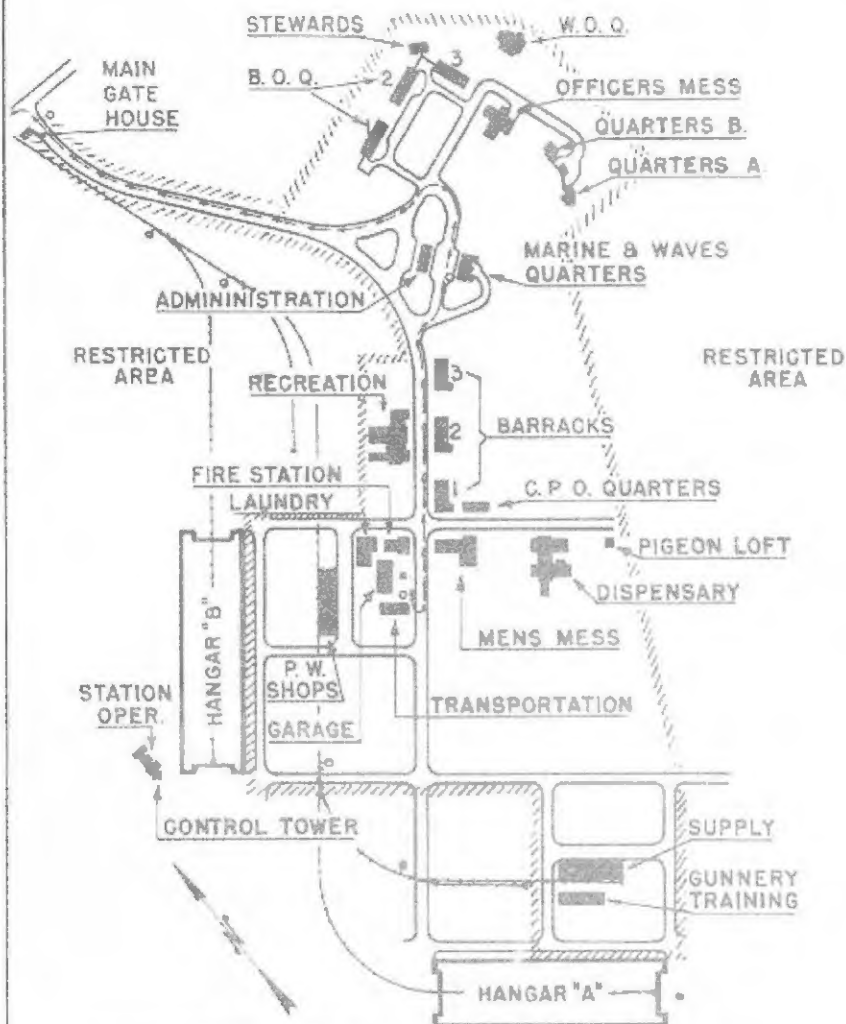 STEWARDS
W. O. Q.
3
B. O. Q.
2
MAIN
GATE
HOUSE
OFFICERS MESS
QUARTERS B.
QUARTERS A
MARINE & WAVES
QUARTERS
ADMININISTRATION
RESTRICTED
AREA
RESTRICTED
AREA
RECREATION
3
2
BARRACKS
1
FIRE STATION
LAUNDRY
C. P. O. QUARTERS
PIGEON LOFT
DISPENSARY
MENS MESS
HANGAR "B"
P. W.
SHOPS
STATION
OPER.
GARAGE
TRANSPORTATION
CONTROL TOWER
SUPPLY
GUNNERY
TRAINING
HANGAR "A"